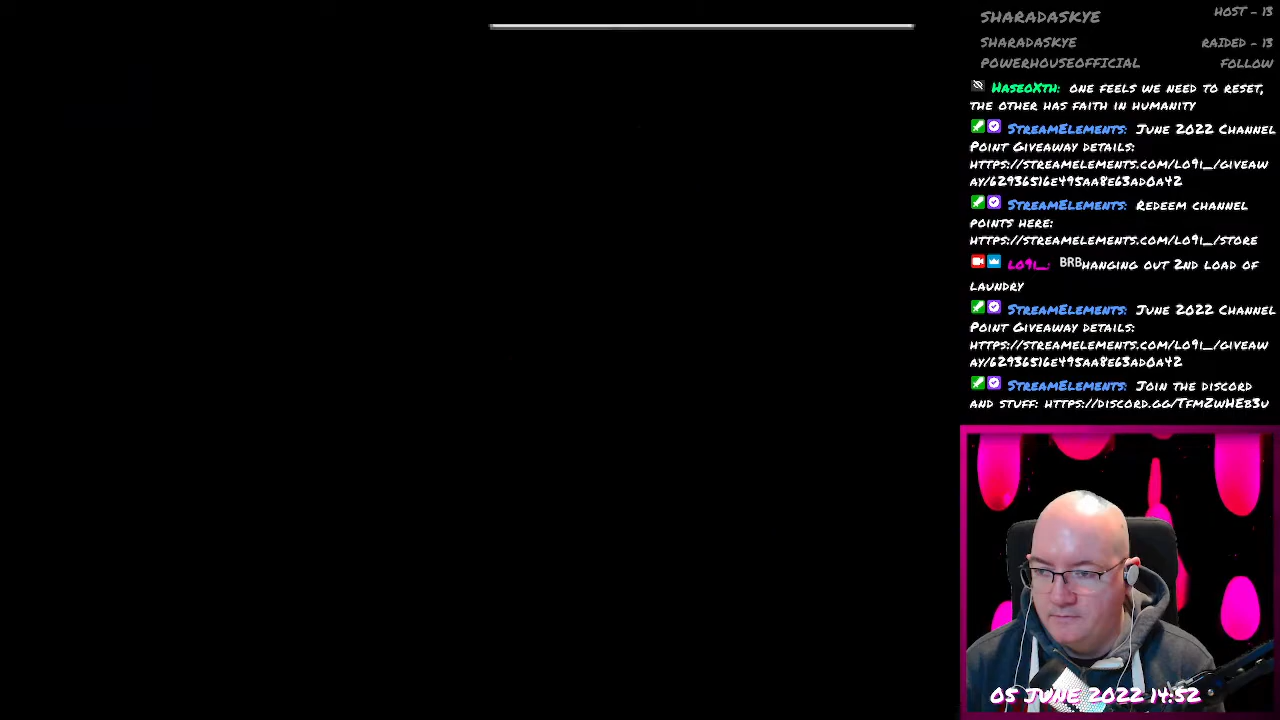 SHARADASKYE HOST - 13
SHARADASKYE RAIDED - 13
POWERHOUSEOFFICIAL FOLLOW
HaseoXth: ONE FEELS WE NEED TO RESET,
THE OTHER HAS FAITH IN HUMANITY
StreamElements: June 2022 Channel
Point Giveaway details:
https://streamelements.com/lo9i_/giveaw
ay/62936516e495aa8e63ad0a42
StreamElements: Redeem channel
points here:
https://streamelements.com/lo9i_/store
lo9i_: BRB hanging out 2nd load of
laundry
StreamElements: June 2022 Channel
Point Giveaway details:
https://streamelements.com/lo9i_/giveaw
ay/62936516e495aa8e63ad0a42
StreamElements: Join the discord
and stuff: https://discord.gg/TfmZwHEb3u
05 JUNE 2022 14:52